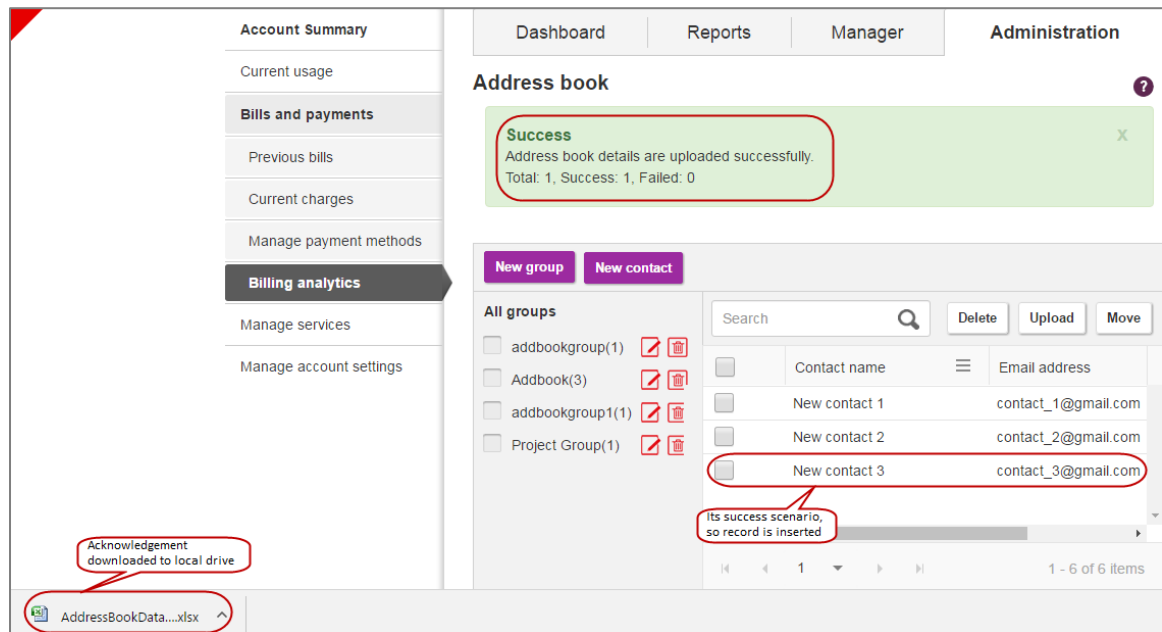 Account Summary
Current usage
Bills and payments
Previous bills
Current charges
Manage payment methods
Billing analytics
Manage services
Manage account settings
Dashboard
Reports
Manager
Administration
Address book
?
Success
X
Address book details are uploaded successfully.
Total: 1, Success: 1, Failed: 0
New group
New contact
All groups
addbookgroup(1)
Addbook(3)
addbookgroup1(1)
Project Group(1)
Search
Delete
Upload
Move
Contact name
Email address
New contact 1
contact_1@gmail.com
New contact 2
contact_2@gmail.com
New contact 3
contact_3@gmail.com
Its success scenario,
so record is inserted
1
1 - 6 of 6 items
Acknowledgement
downloaded to local drive
AddressBookData....xlsx